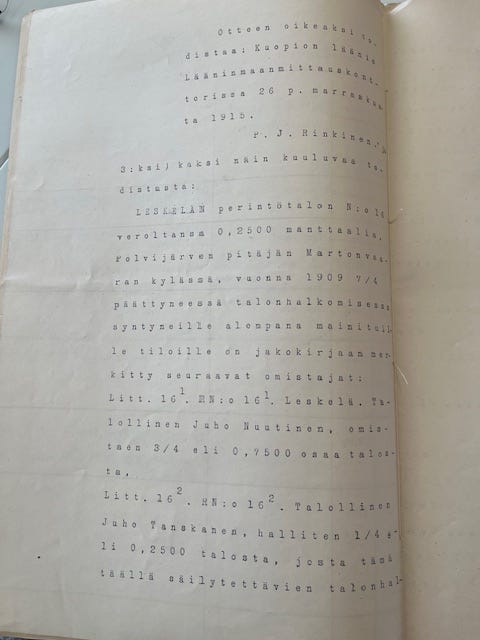 Otteen oikeaksi to-
distaa: Kuopion läänin
Lääninmaanmittauskont-
torissa 26 p. marraskuu-
ta 1915.
P. J. Rinkinen.
3:ksi) kaksi näin kuuluvaa to-
distusta:
LESKELÄN perintötalon N:o 16
veroltansa 0,2500 manttaalia,
Polvijärven pitäjän Martonvaa-
ran kylässä, vuonna 1909 7/4
päättyneessä talonhalkomisessa
syntyneille alempana mainituil-
le tiloille on jakokirjaan mer-
kitty seuraavat omistajat:
Litt. 16¹. RN:o 16¹. Leskelä. Ta-
lollinen Juho Nuutinen, omis-
taen 3/4 eli 0,7500 osaa talos-
ta,
Litt. 16². RN:o 16². Talollinen
Juho Tanskanen, halliten 1/4 e-
li 0,2500 talosta, josta tämä
täällä säilytettävien talonhal-